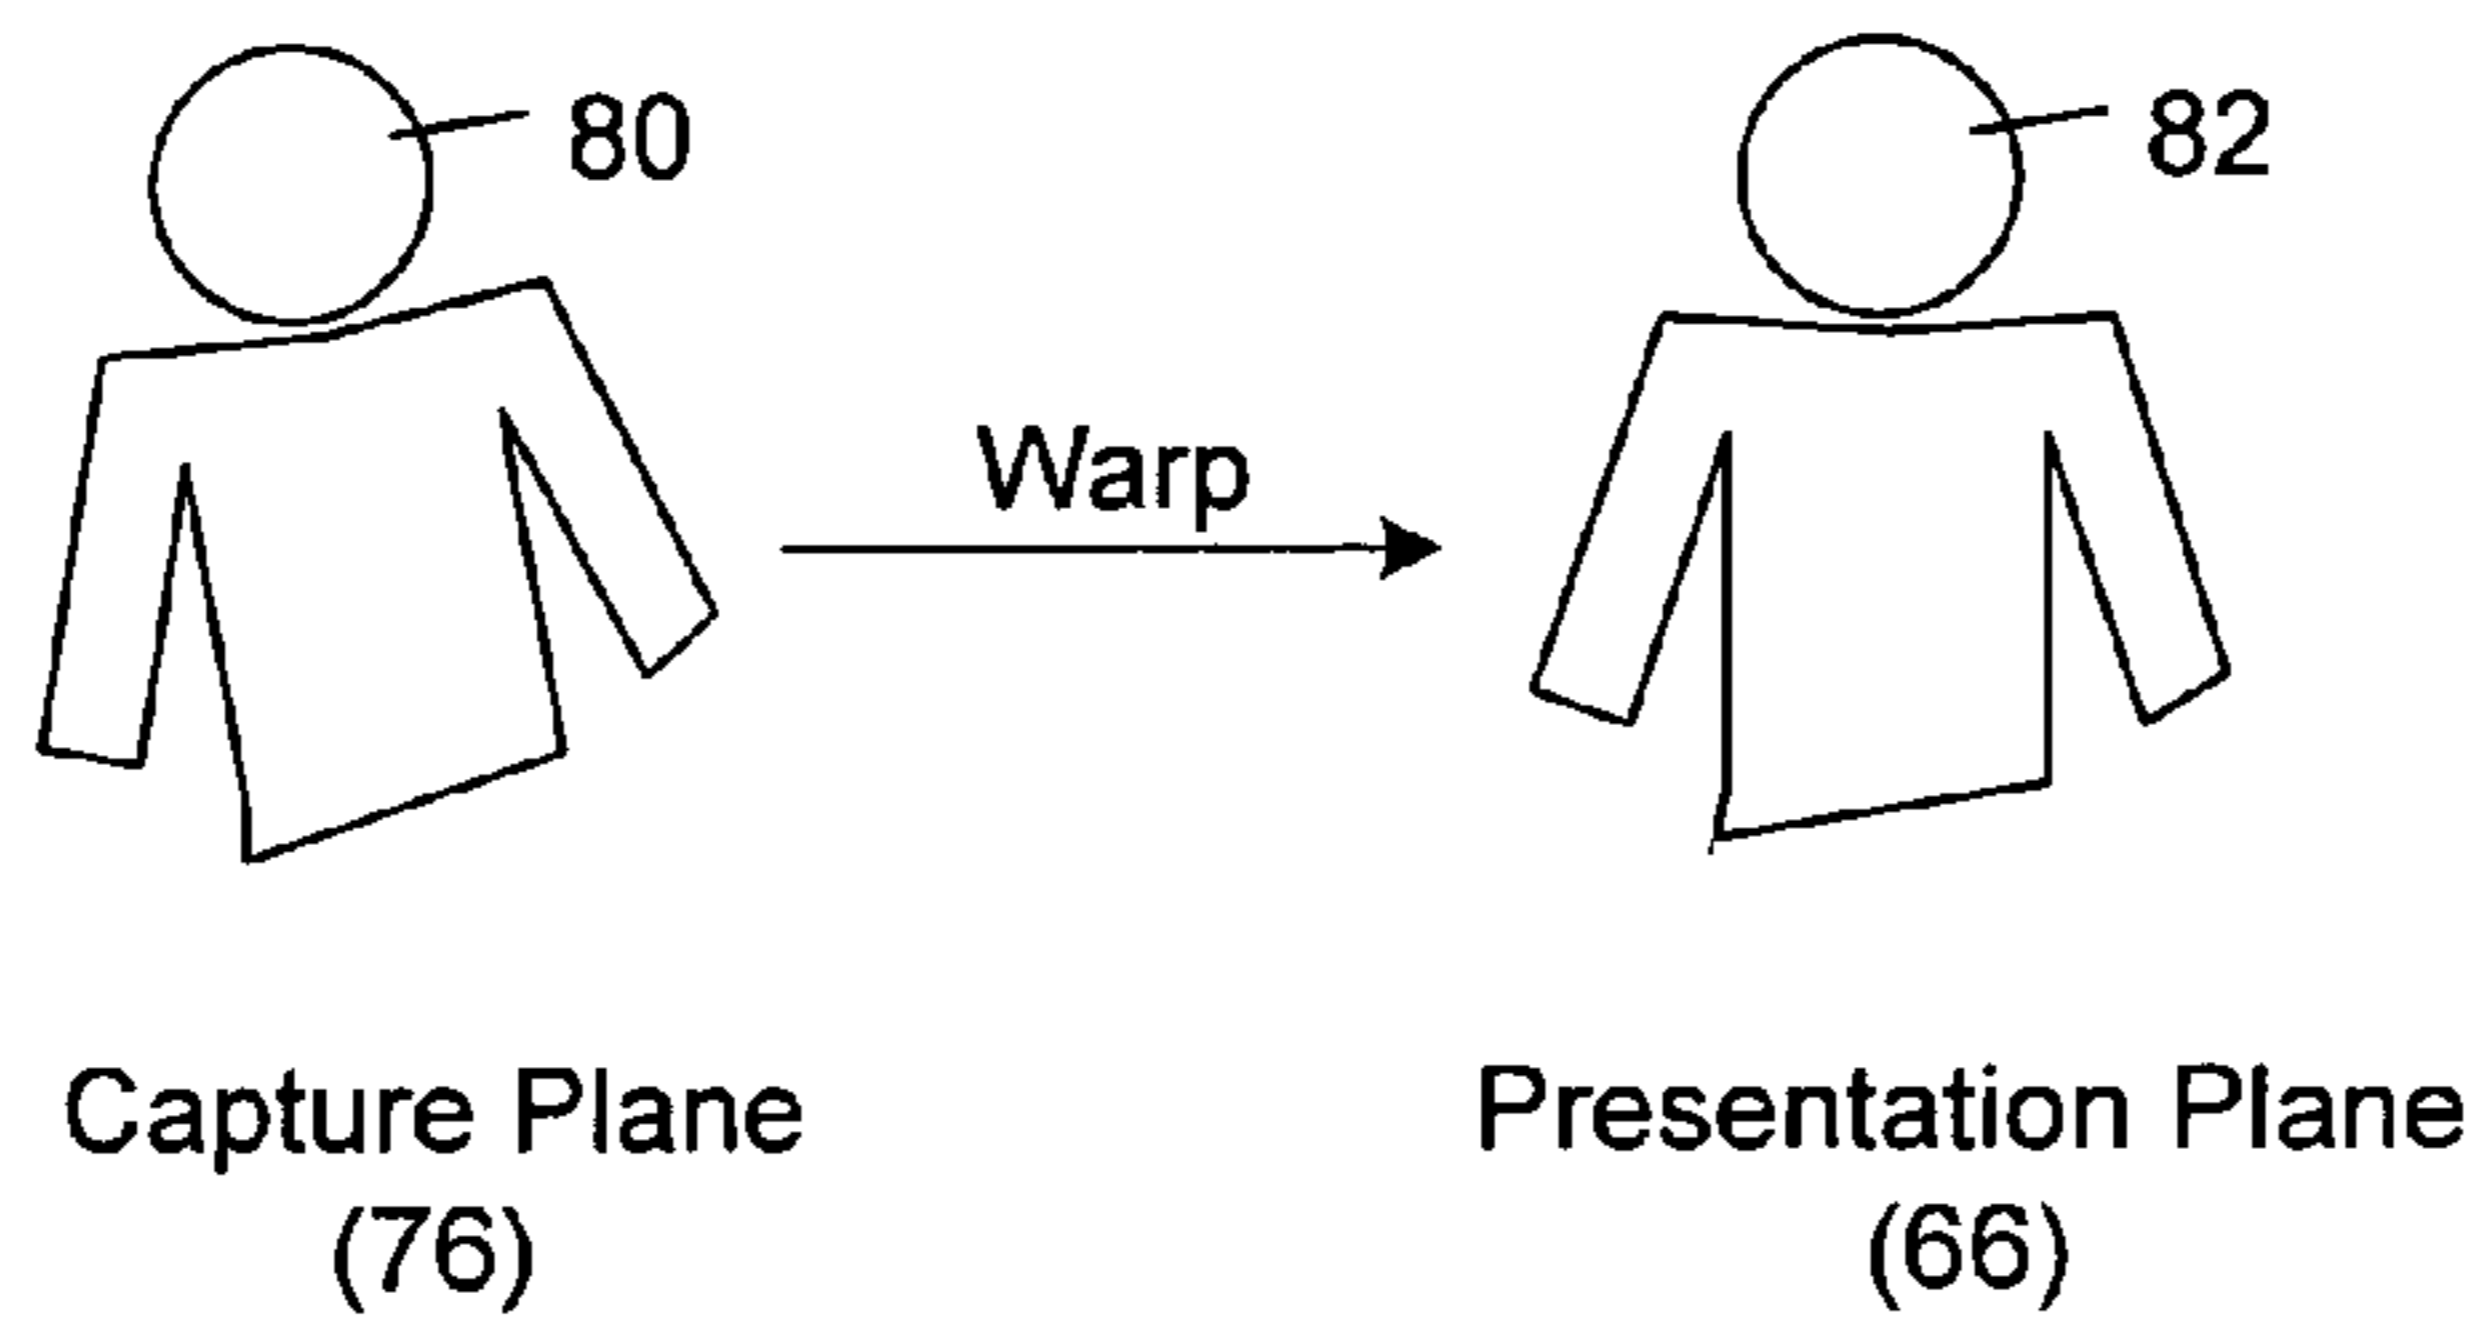 80
82
Warp
Capture Plane
(76)
Presentation Plane
(66)